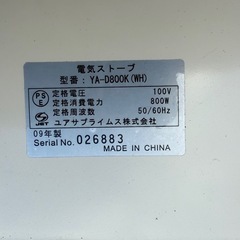 電気ストーブ
型番: YA-D800K(WH)
PSE 定格電圧 100V
定格消費電力 800W
JET 定格周波数 50/60Hz
ユアサプライムス株式会社
09年製
Serial No. 026883
MADE IN CHINA